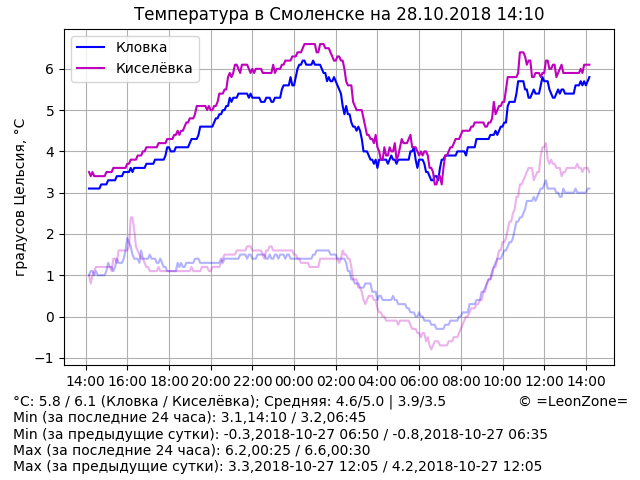 Температура в Смоленске на 28.10.2018 14:10
Кловка
Киселёвка
градусов Цельсия, °C
6
5
4
3
2
1
0
−1
14:00 16:00 18:00 20:00 22:00 00:00 02:00 04:00 06:00 08:00 10:00 12:00 14:00
°C: 5.8 / 6.1 (Кловка / Киселёвка); Средняя: 4.6/5.0 | 3.9/3.5 © =LeonZone=
Min (за последние 24 часа): 3.1,14:10 / 3.2,06:45
Min (за предыдущие сутки): -0.3,2018-10-27 06:50 / -0.8,2018-10-27 06:35
Max (за последние 24 часа): 6.2,00:25 / 6.6,00:30
Max (за предыдущие сутки): 3.3,2018-10-27 12:05 / 4.2,2018-10-27 12:05